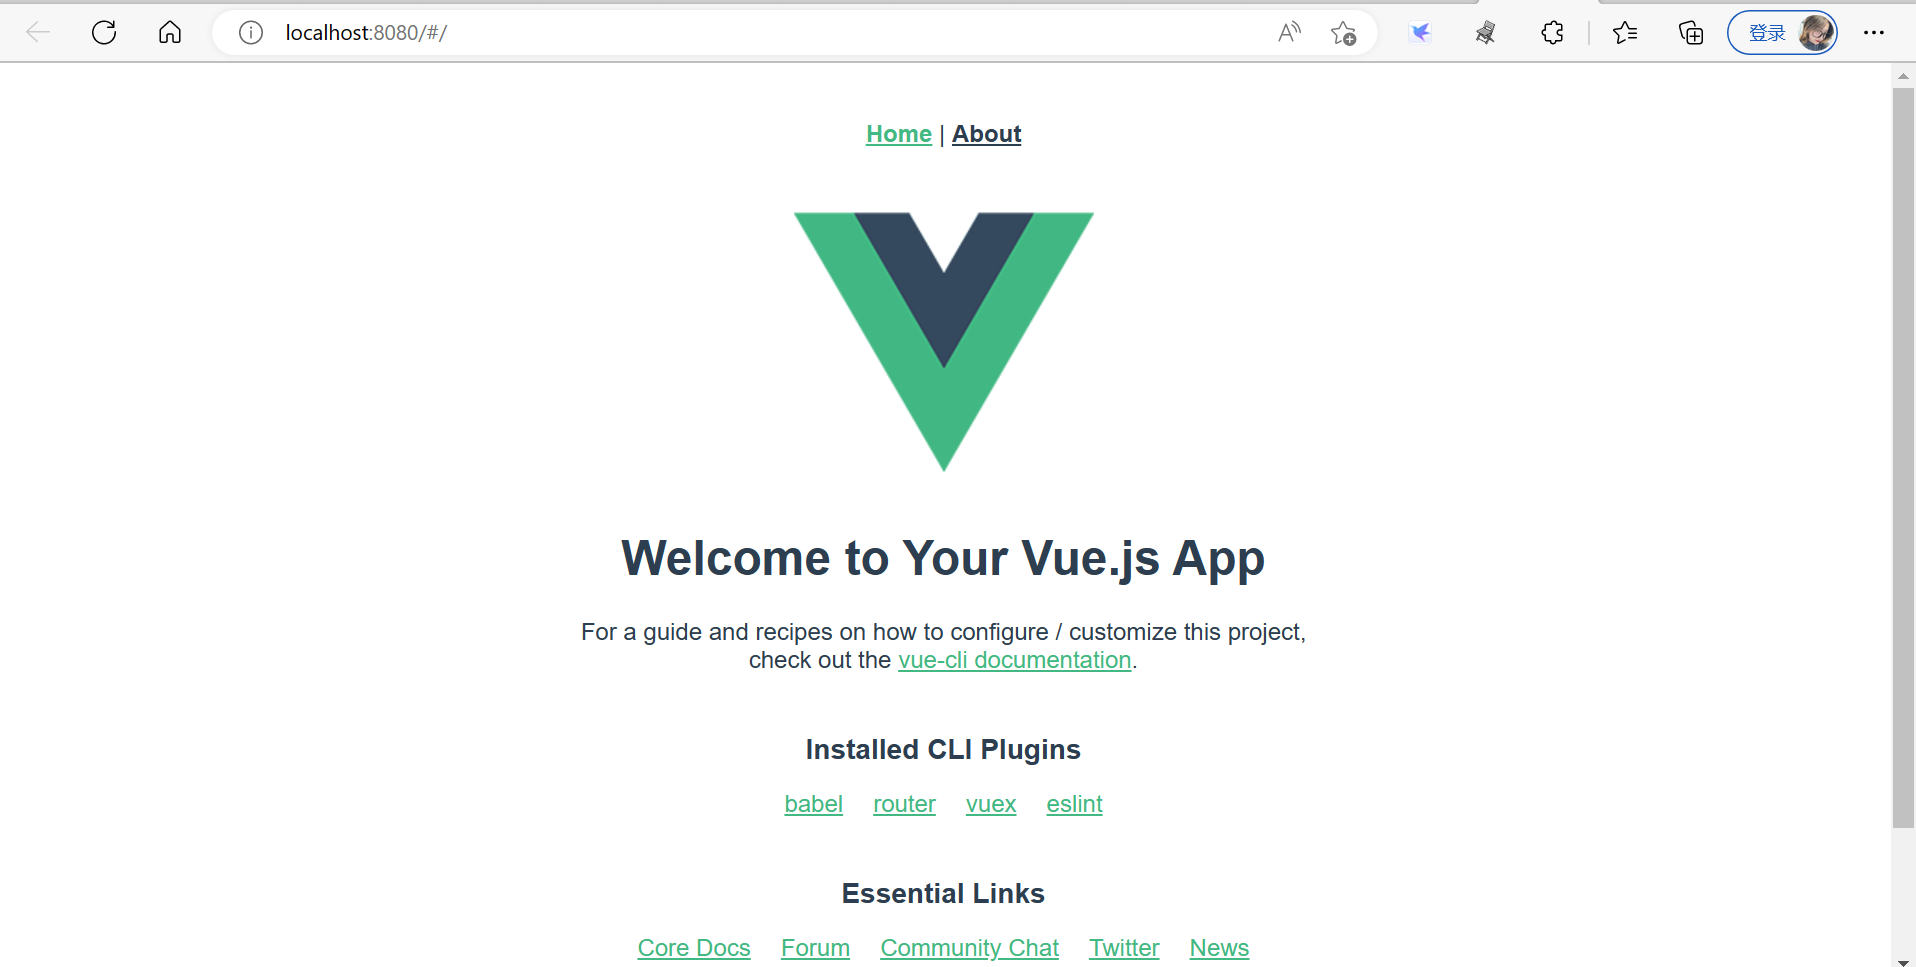 localhost:8080/#/
登录
Home | About
Welcome to Your Vue.js App
For a guide and recipes on how to configure / customize this project,
check out the vue-cli documentation.
Installed CLI Plugins
babel router vuex eslint
Essential Links
Core Docs Forum Community Chat Twitter News